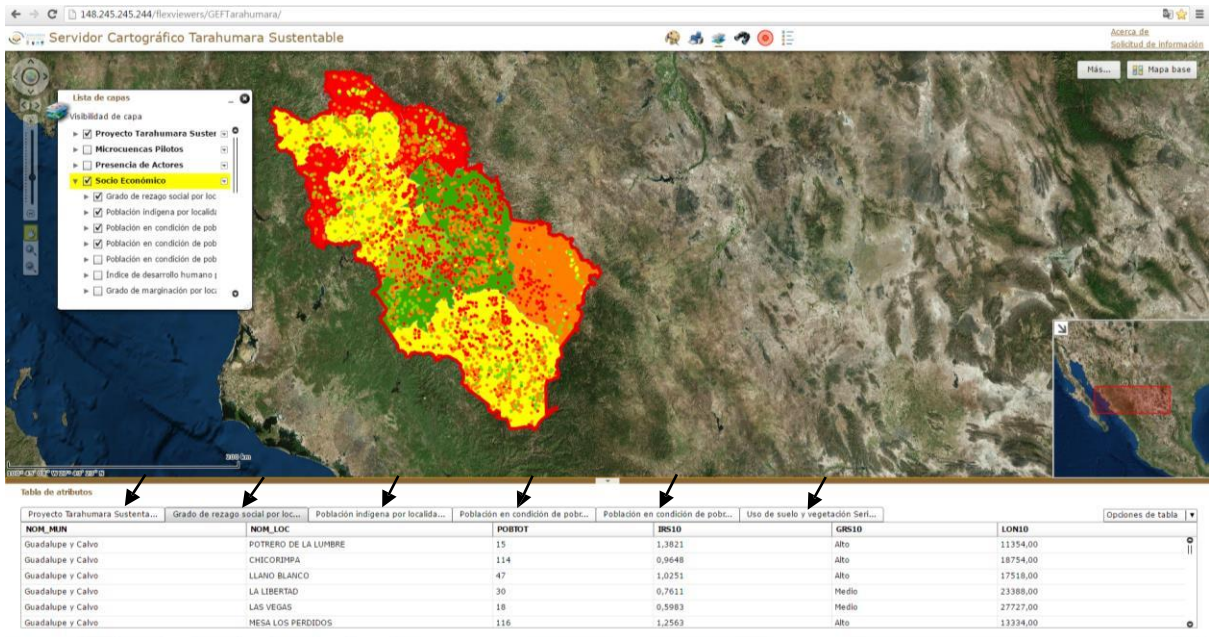 148.245.245.244/flexviewers/GEFTarahumara/
Servidor Cartográfico Tarahumara Sustentable
Acerca de
Solicitud de información
Más...
Mapa base
Lista de capas
Visibilidad de capa
Proyecto Tarahumara Suster
Microcuencas Pilotos
Presencia de Actores
Socio Económico
Grado de rezago social por loc
Población indígena por localida
Población en condición de pob
Población en condición de pob
Población en condición de pob
Índice de desarrollo humano
Grado de marginación por loc
200 km
Tabla de atributos
Proyecto Tarahumara Sustenta... Grado de rezago social por loc... Población indígena por localida... Población en condición de pobr... Población en condición de pobr... Uso de suelo y vegetación Seri... Opciones de tabla
NOM_MUN NOM_LOC POBTOT IRS10 GRS10 LON10
Guadalupe y Calvo POTRERO DE LA LUMBRE 15 1,3821 Alto 11354,00
Guadalupe y Calvo CHICORIMPA 114 0,9648 Alto 18754,00
Guadalupe y Calvo LLANO BLANCO 47 1,0251 Alto 17518,00
Guadalupe y Calvo LA LIBERTAD 30 0,7611 Medio 23388,00
Guadalupe y Calvo LAS VEGAS 18 0,5983 Medio 27727,00
Guadalupe y Calvo MESA LOS PERDIDOS 116 1,2563 Alto 13334,00